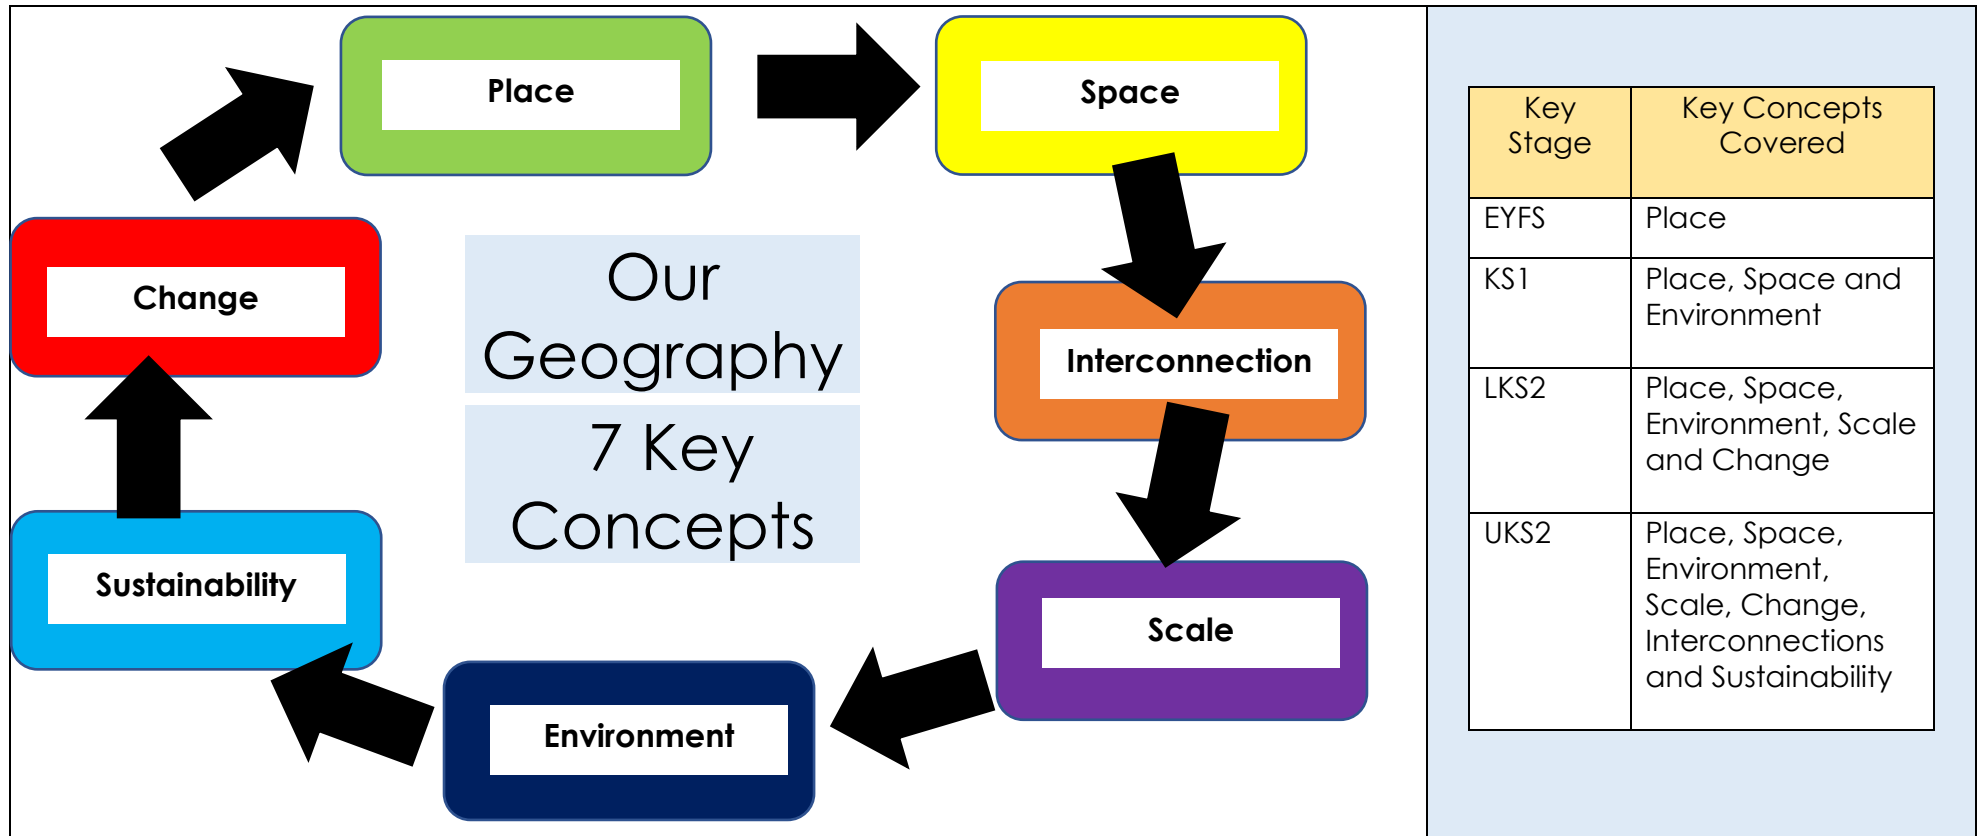 Place
Space
Interconnection
Scale
Environment
Sustainability
Change
Our
Geography
7 Key
Concepts
Key
Stage
Key Concepts
Covered
EYFS
Place
KS1
Place, Space and
Environment
LKS2
Place, Space,
Environment, Scale
and Change
UKS2
Place, Space,
Environment,
Scale, Change,
Interconnections
and Sustainability